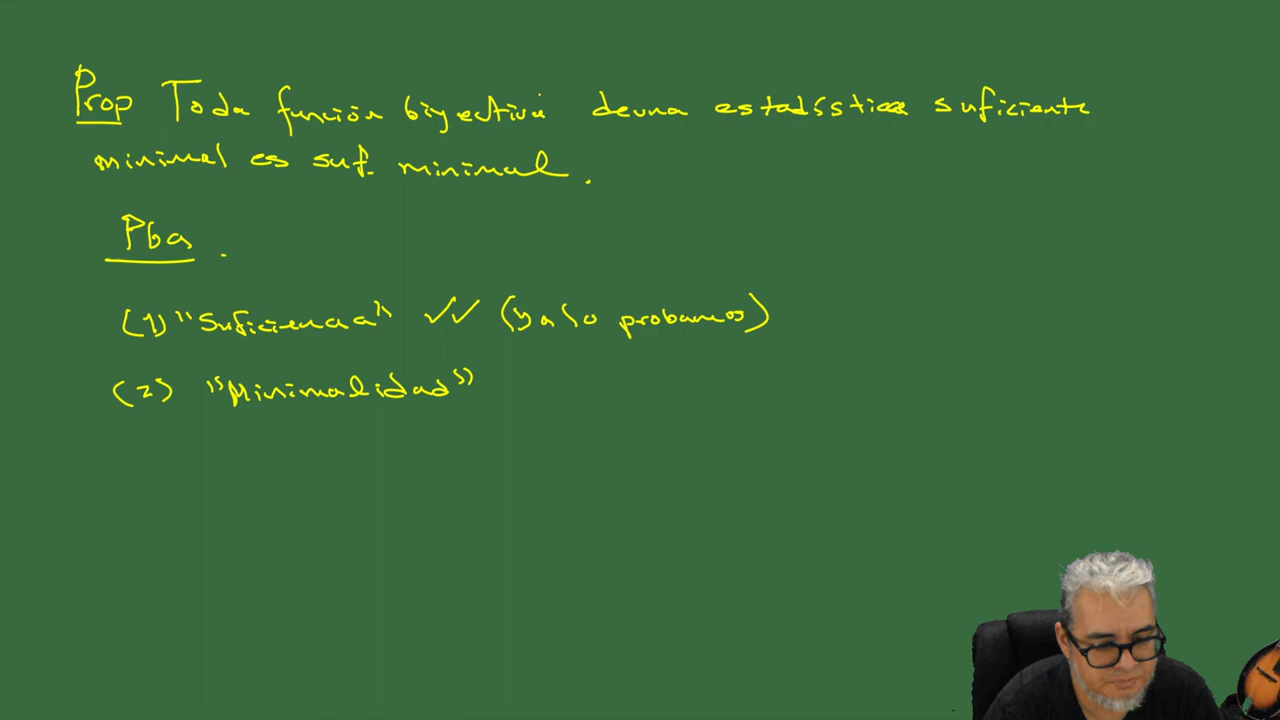 Prop Toda función biyectiva de una estadística suficiente
minimal es suf. minimal.
Pba.
(1) "Suficiencia" ✓✓ (ya lo probamos)
(2) "Minimalidad"